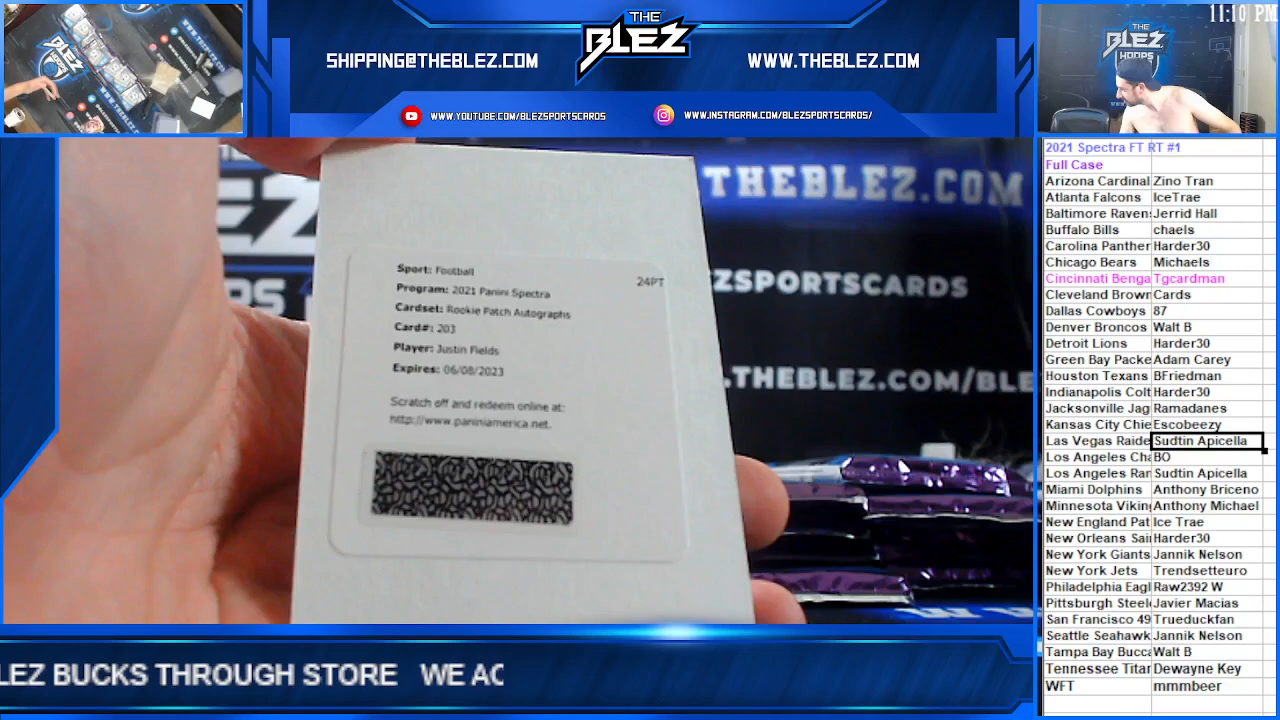 11:10 PM
THE
BLEZ
SHIPPING@THEBLEZ.COM
WWW.THEBLEZ.COM
WWW.YOUTUBE.COM/BLEZSPORTSCARDS
WWW.INSTAGRAM.COM/BLEZSPORTSCARDS/
THE
BLEZ
HOOPS
THEBLEZ.COM
EZSPORTSCARDS
.THEBLEZ.COM/BLE
Sport: Football
24PT
Program: 2021 Panini Spectra
Cardset: Rookie Patch Autographs
Card#: 203
Player: Justin Fields
Expires: 06/08/2023
Scratch off and redeem online at:
http://www.paniniamerica.net.
2021 Spectra FT RT #1
Full Case
Arizona Cardinal Zino Tran
Atlanta Falcons IceTrae
Baltimore Raven Jerrid Hall
Buffalo Bills chaels
Carolina Panther Harder30
Chicago Bears Michaels
Cincinnati Benga Tgcardman
Cleveland Brown Cards
Dallas Cowboys 87
Denver Broncos Walt B
Detroit Lions Harder30
Green Bay Packe Adam Carey
Houston Texans BFriedman
Indianapolis Colt Harder30
Jacksonville Jag Ramadanes
Kansas City Chie Escobeezy
Las Vegas Raide Sudtin Apicella
Los Angeles Cha BO
Los Angeles Ran Sudtin Apicella
Miami Dolphins Anthony Briceno
Minnesota Vikin Anthony Michael
New England Pat Ice Trae
New Orleans Sai Harder30
New York Giants Jannik Nelson
New York Jets Trendsetteuro
Philadelphia Eagl Raw2392 W
Pittsburgh Steel Javier Macias
San Francisco 49 Trueduckfan
Seattle Seahawk Jannik Nelson
Tampa Bay Bucca Walt B
Tennessee Titan Dewayne Key
WFT mmmbeer
LEZ BUCKS THROUGH STORE WE AC